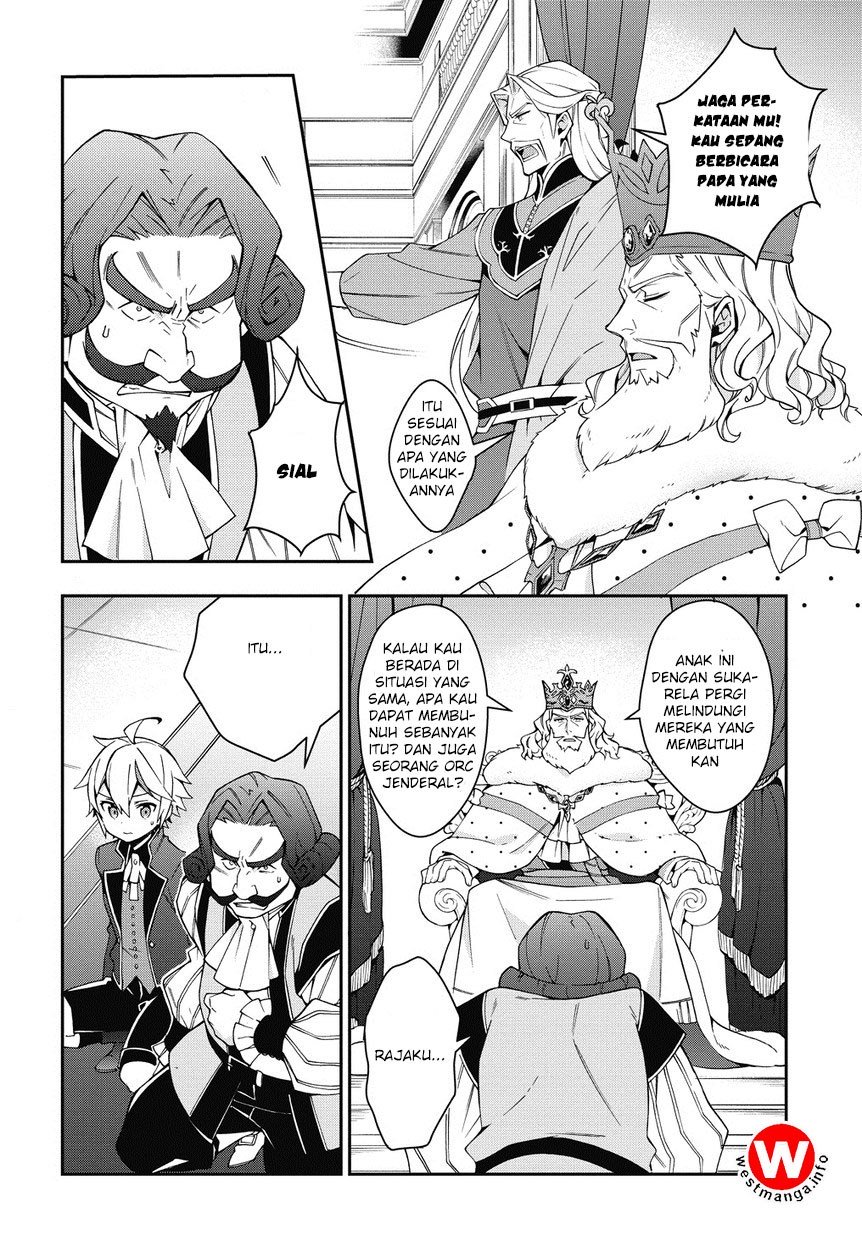 JAGA PER-
KATAAN MU!
KAU SEDANG
BERBICARA
PADA YANG
MULIA
ITU
SESUAI
DENGAN
APA YANG
DILAKUK-
ANNYA
SIAL
ANAK INI
DENGAN SUKA-
RELA PERGI
MELINDUNGI
MEREKA YANG
MEMBUTUH
KAN
KALAU KAU
BERADA DI
SITUASI YANG
SAMA, APA KAU
DAPAT MEMBU-
NUH SEBANYAK
ITU? DAN JUGA
SEORANG ORC
JENDERAL?
RAJAKU...
ITU...
W
westmanga.info